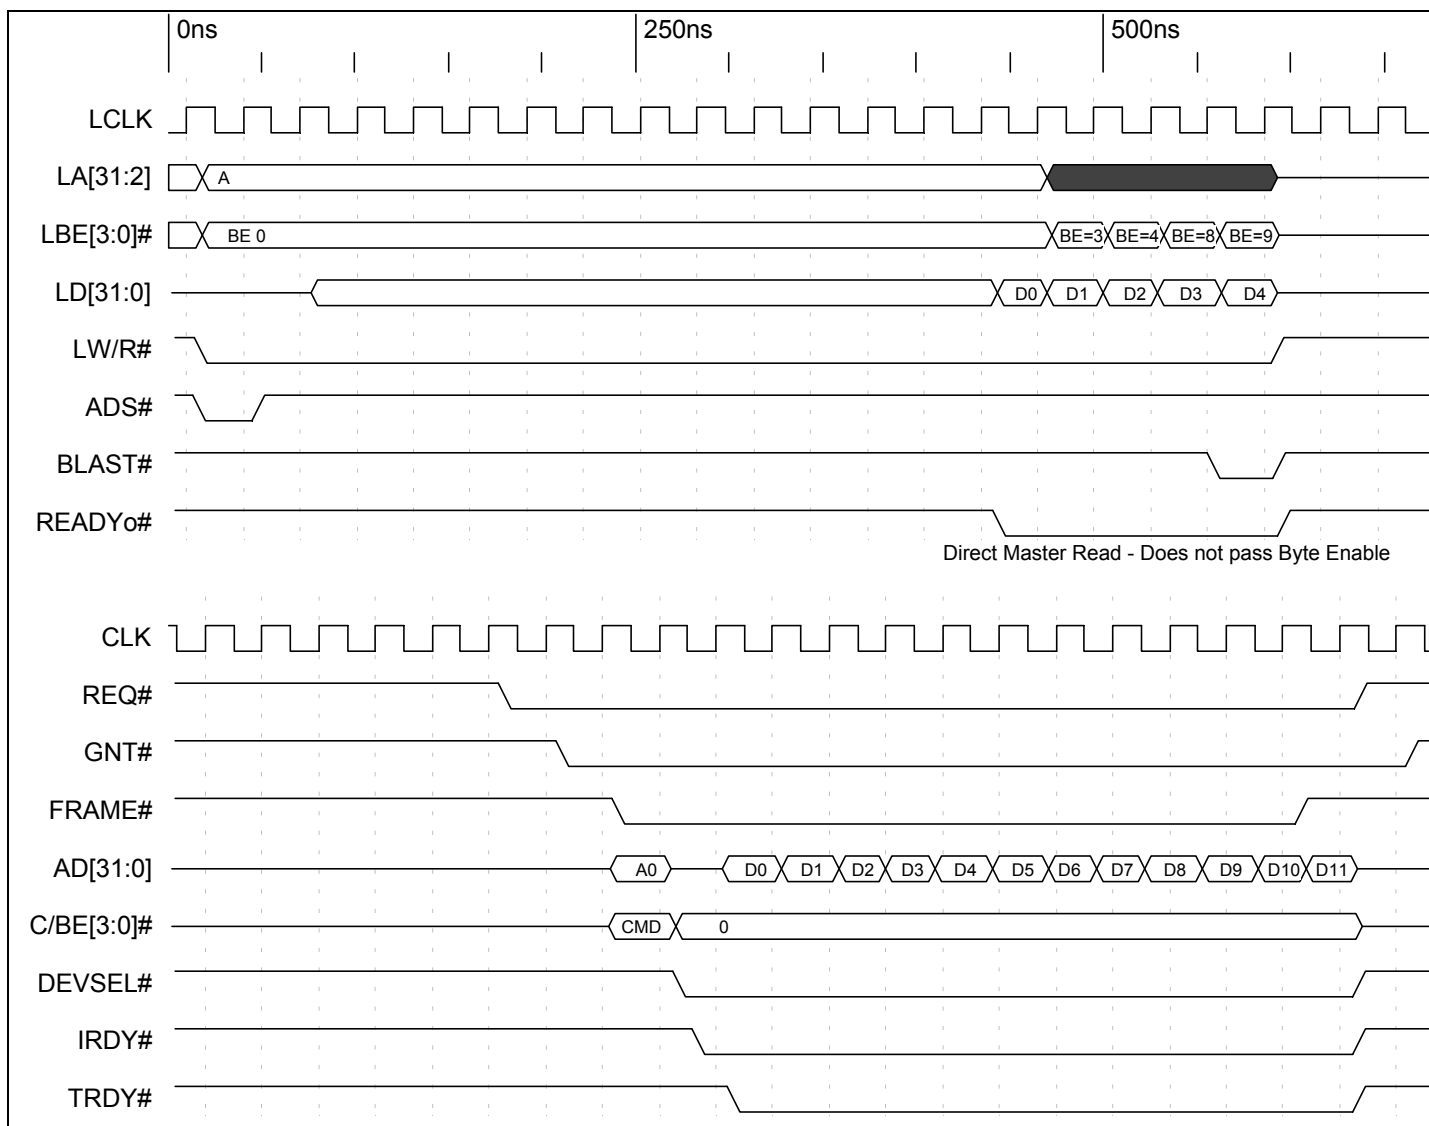 0ns 250ns 500ns
LCLK
LA[31:2] A
LBE[3:0]# BE 0 BE=3 BE=4 BE=8 BE=9
LD[31:0] D0 D1 D2 D3 D4
LW/R#
ADS#
BLAST#
READYo#
Direct Master Read - Does not pass Byte Enable
CLK
REQ#
GNT#
FRAME#
AD[31:0] A0 D0 D1 D2 D3 D4 D5 D6 D7 D8 D9 D10 D11
C/BE[3:0]# CMD 0
DEVSEL#
IRDY#
TRDY#